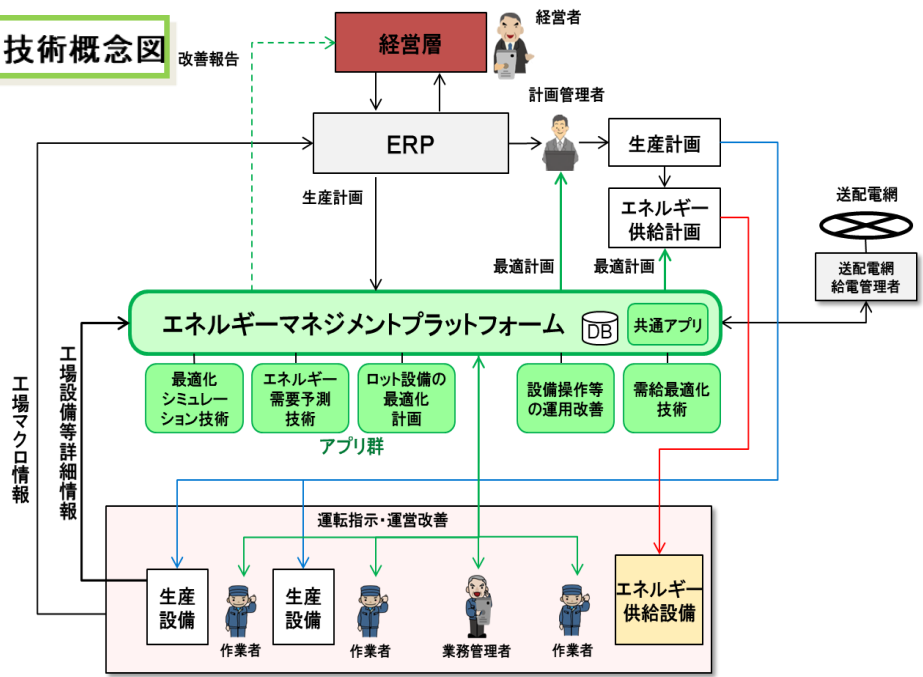 技術概念図
改善報告
経営層
経営者
計画管理者
ERP
生産計画
生産計画
エネルギー
供給計画
送配電網
送配電網
給電管理者
最適計画
最適計画
エネルギーマネジメントプラットフォーム
DB
共通アプリ
最適化
シミュレー
ション技術
エネルギー
需要予測
技術
ロット設備の
最適化
計画
設備操作等
の運用改善
需給最適化
技術
アプリ群
工場マクロ情報
工場設備等詳細情報
運転指示・運営改善
生産
設備
作業者
生産
設備
作業者
業務管理者
作業者
エネルギー
供給設備